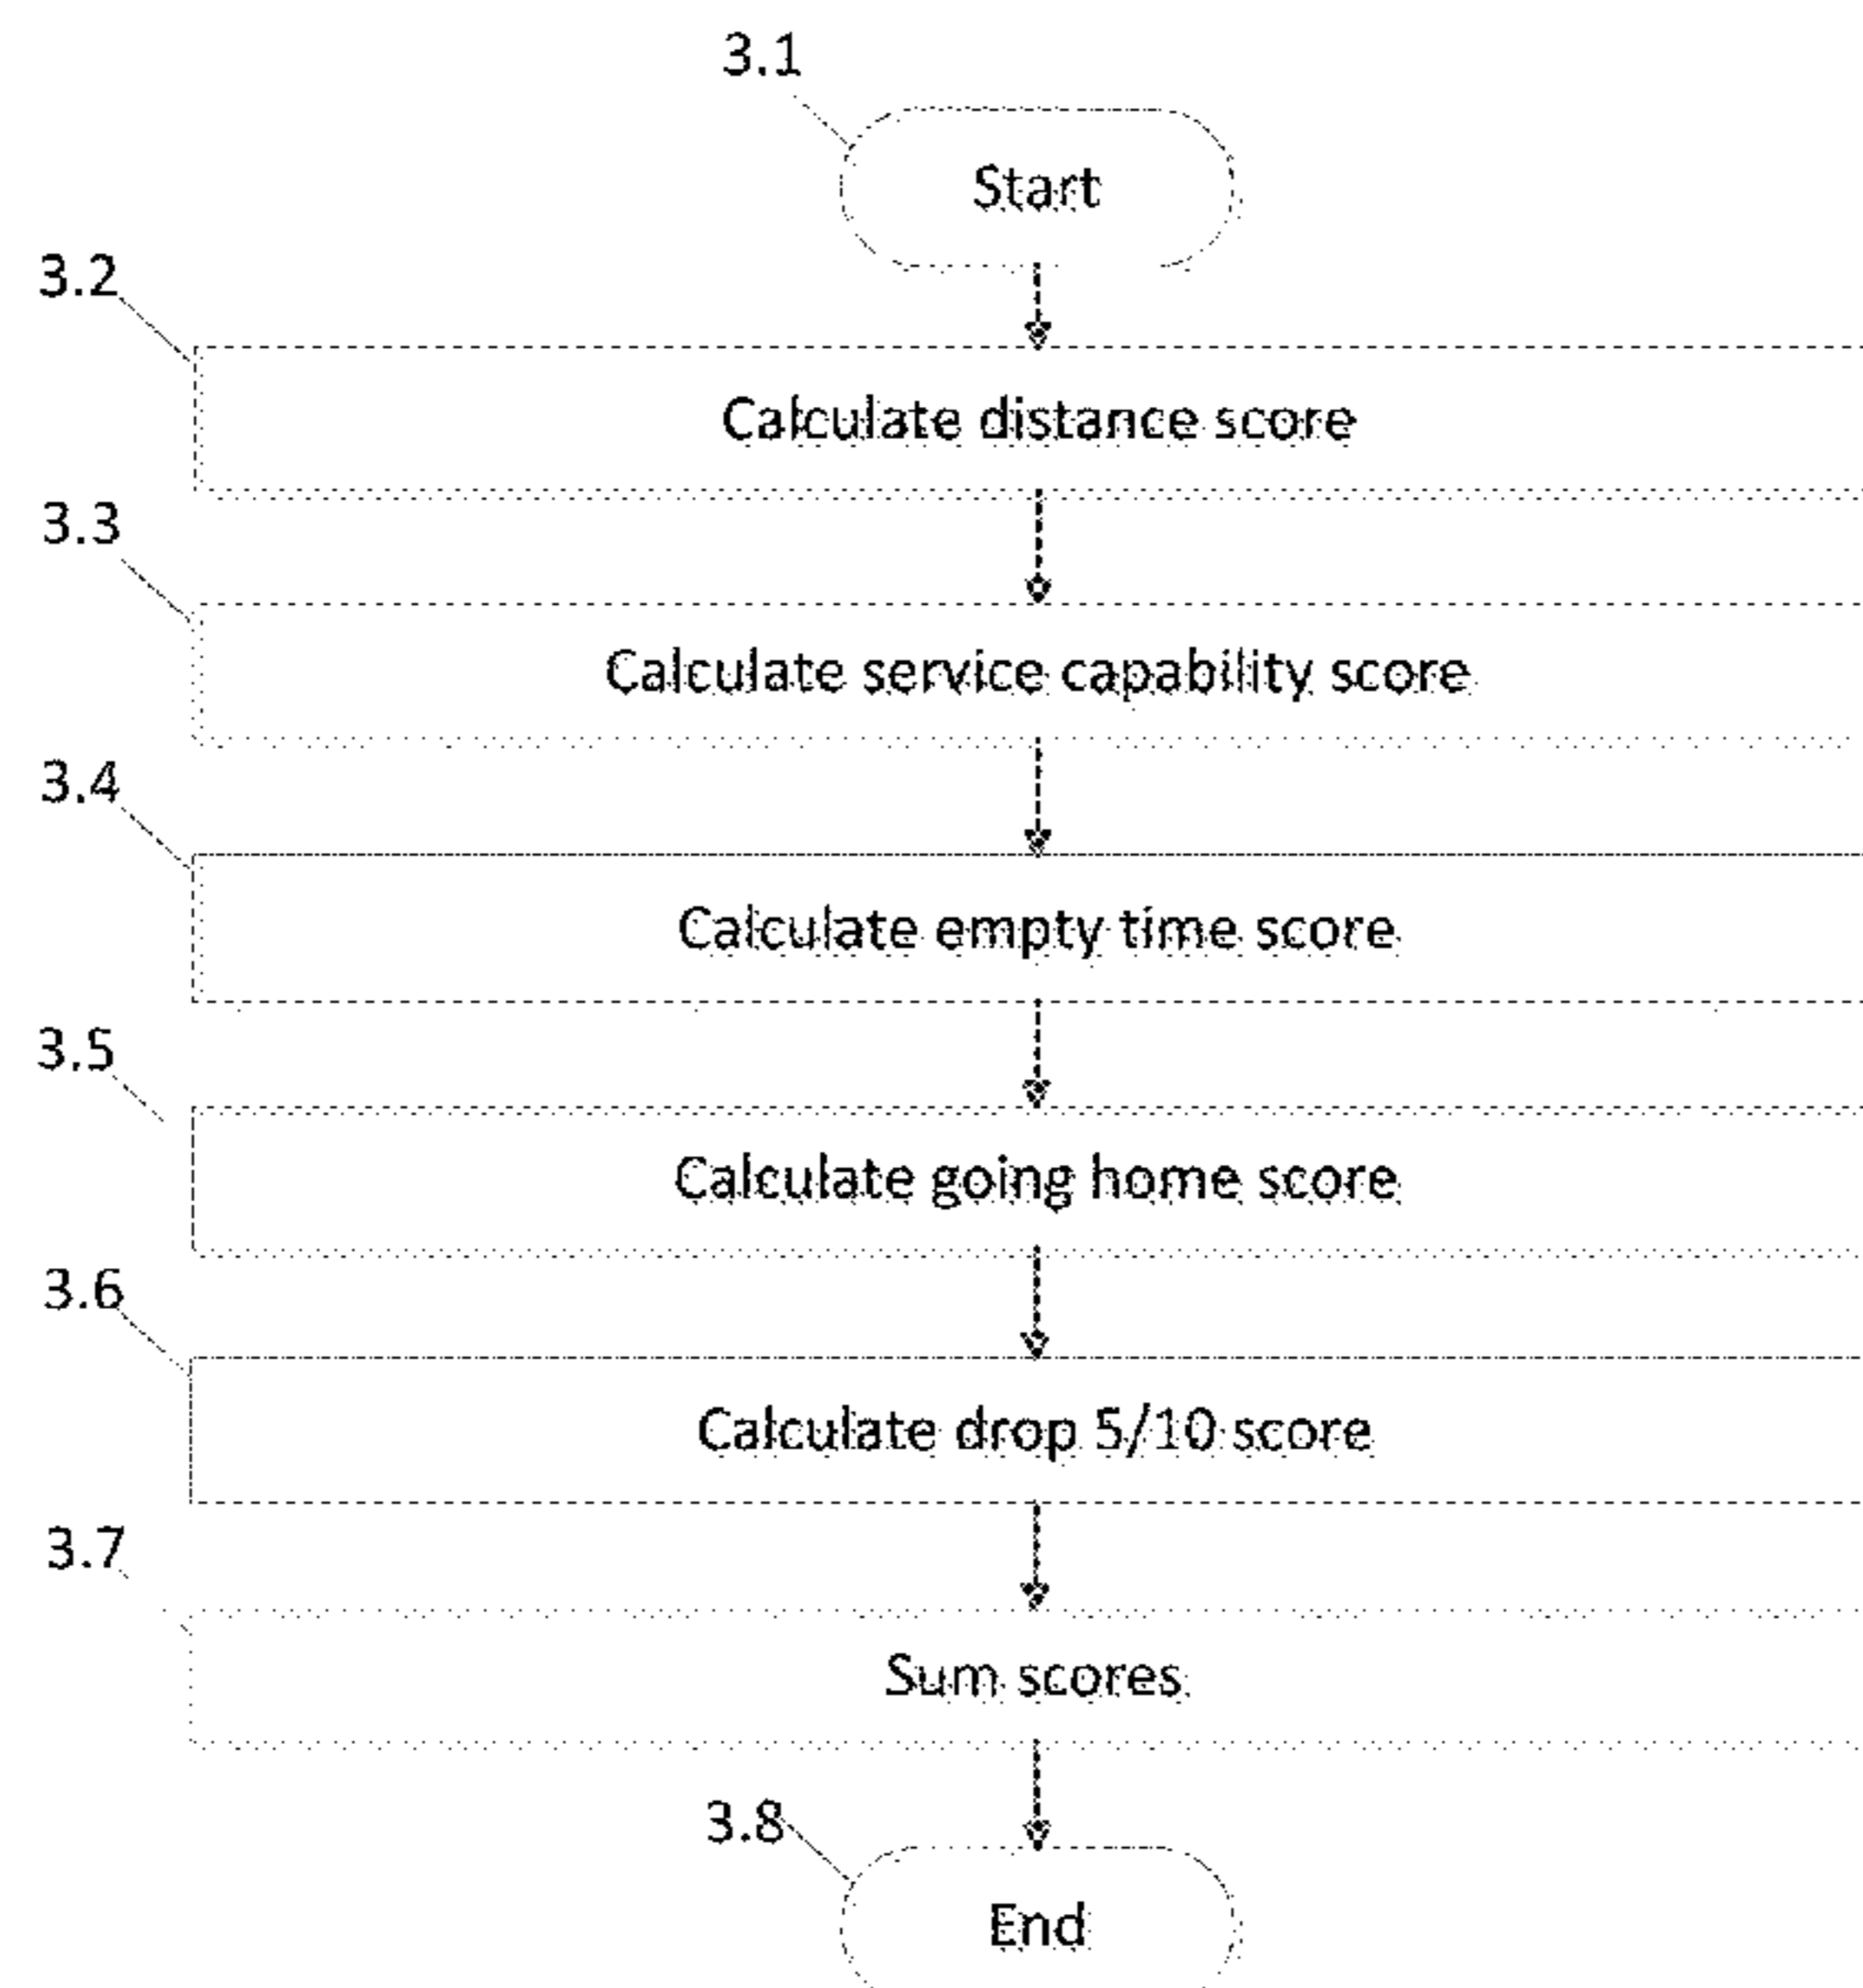 3.1
Start
3.2
Calculate distance score
3.3
Calculate service capability score
3.4
Calculate empty time score
3.5
Calculate going home score
3.6
Calculate drop 5/10 score
3.7
Sum scores
3.8
End